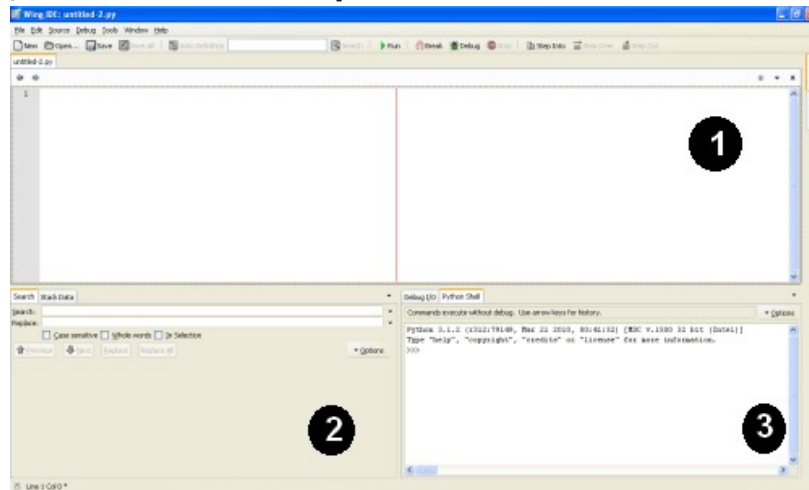 Wing IDE: untitled-2.py
File Edit Source Debug Tools Window Help
New Open... Save Save All Goto Definition Search Run Break Debug Stop Step Into Step Over Step Out
untitled-2.py
1
1
Search Stack Data
Search:
Replace:
Case sensitive Whole words In Selection
Previous Next Replace Replace All Options
2
Debug I/O Python Shell
Commands execute without debug. Use arrow keys for history. Options
Python 3.1.2 (r312:79149, Mar 21 2010, 00:41:52) [MSC v.1500 32 bit (Intel)]
Type "help", "copyright", "credits" or "license" for more information.
>>>
3
Line 1 Col 0 *